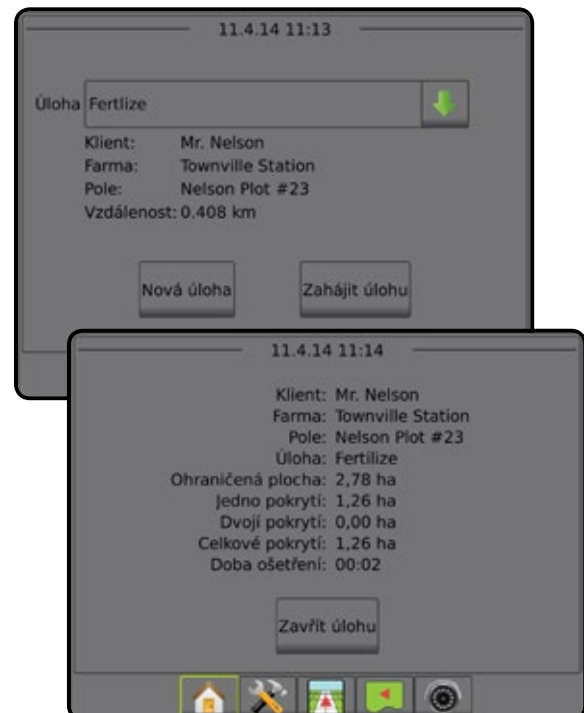 11.4.14 11:13
Úloha Fertlize
Klient: Mr. Nelson
Farma: Townville Station
Pole: Nelson Plot #23
Vzdálenost: 0.408 km
Nová úloha Zahájit úlohu
11.4.14 11:14
Klient: Mr. Nelson
Farma: Townville Station
Pole: Nelson Plot #23
Úloha: Fertilize
Ohraničená plocha: 2,78 ha
Jedno pokrytí: 1,26 ha
Dvojí pokrytí: 0,00 ha
Celkové pokrytí: 1,26 ha
Doba ošetření: 00:02
Zavřít úlohu